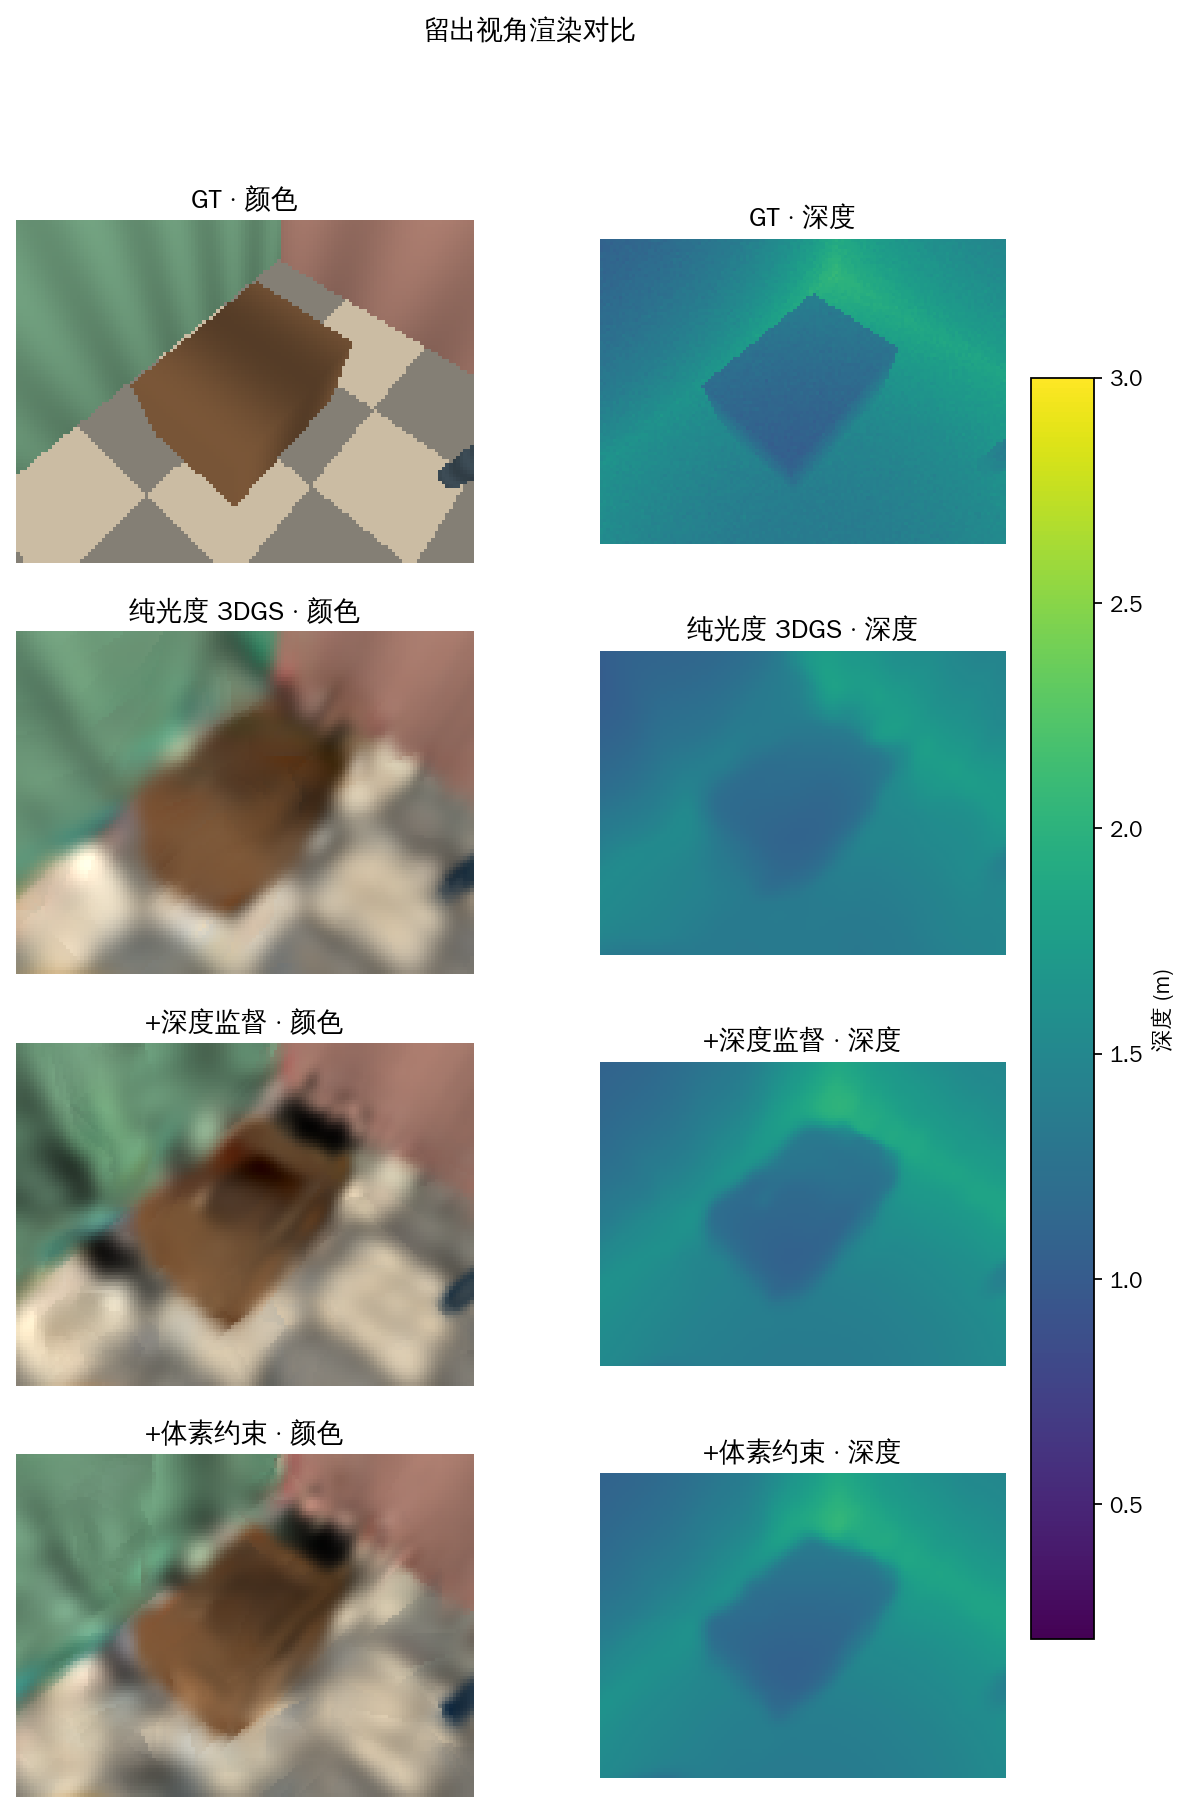 留出视角渲染对比
GT · 颜色
GT · 深度
纯光度 3DGS · 颜色
纯光度 3DGS · 深度
+深度监督 · 颜色
+深度监督 · 深度
+体素约束 · 颜色
+体素约束 · 深度
3.0
2.5
2.0
1.5
1.0
0.5
深度 (m)